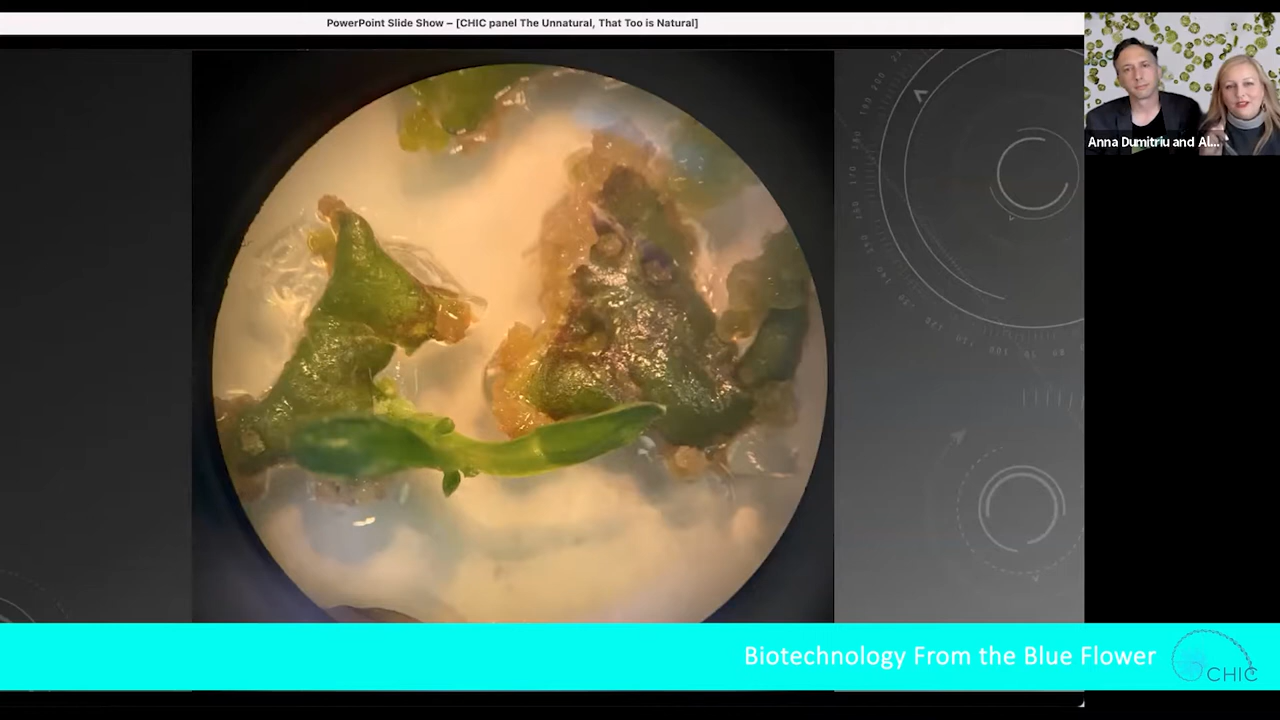 PowerPoint Slide Show – [CHIC panel The Unnatural, That Too is Natural]
Anna Dumitriu and Al...
Biotechnology From the Blue Flower
CHIC